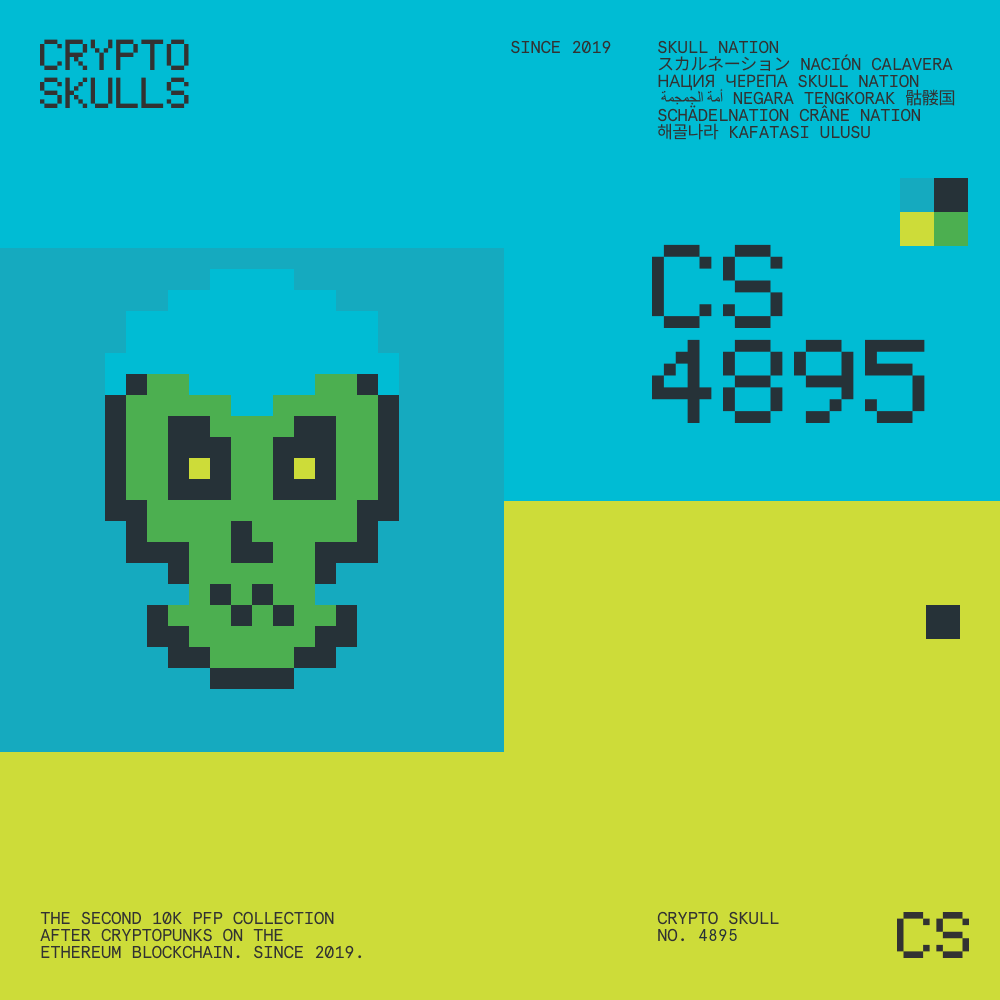 CRYPTO
SKULLS
SINCE 2019
SKULL NATION
スカルネーション NACIÓN CALAVERA
НАЦИЯ ЧЕРЕПА SKULL NATION
أمة الجمجمة NEGARA TENGKORAK 骷髅国
SCHÄDELNATION CRÂNE NATION
해골나라 KAFATASI ULUSU
CS
4895
THE SECOND 10K PFP COLLECTION
AFTER CRYPTOPUNKS ON THE
ETHEREUM BLOCKCHAIN. SINCE 2019.
CRYPTO SKULL
NO. 4895
CS